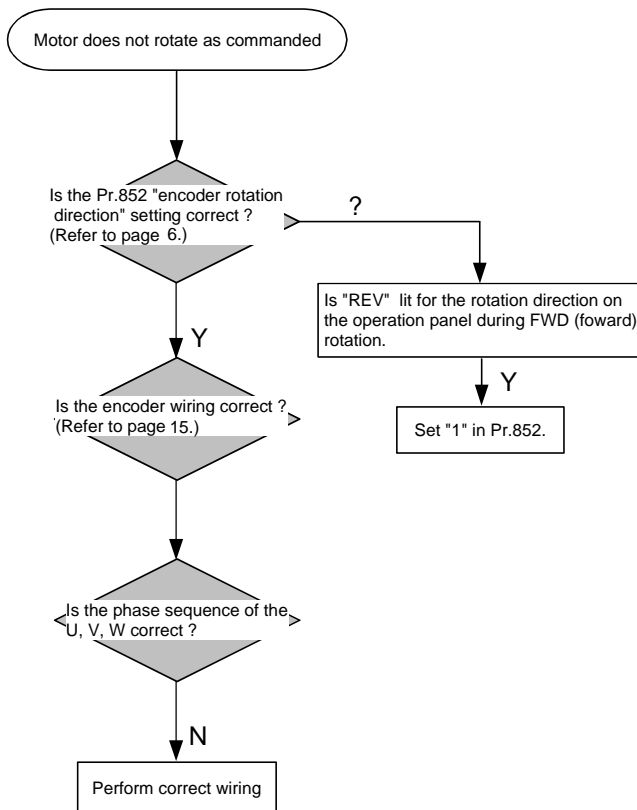 Motor does not rotate as commanded
Is the Pr.852 "encoder rotation
direction" setting correct ?
(Refer to page 6.)
?
Is "REV" lit for the rotation direction on
the operation panel during FWD (foward)
rotation.
Y
Y
Set "1" in Pr.852.
Is the encoder wiring correct ?
(Refer to page 15.)
Is the phase sequence of the
U, V, W correct ?
N
Perform correct wiring